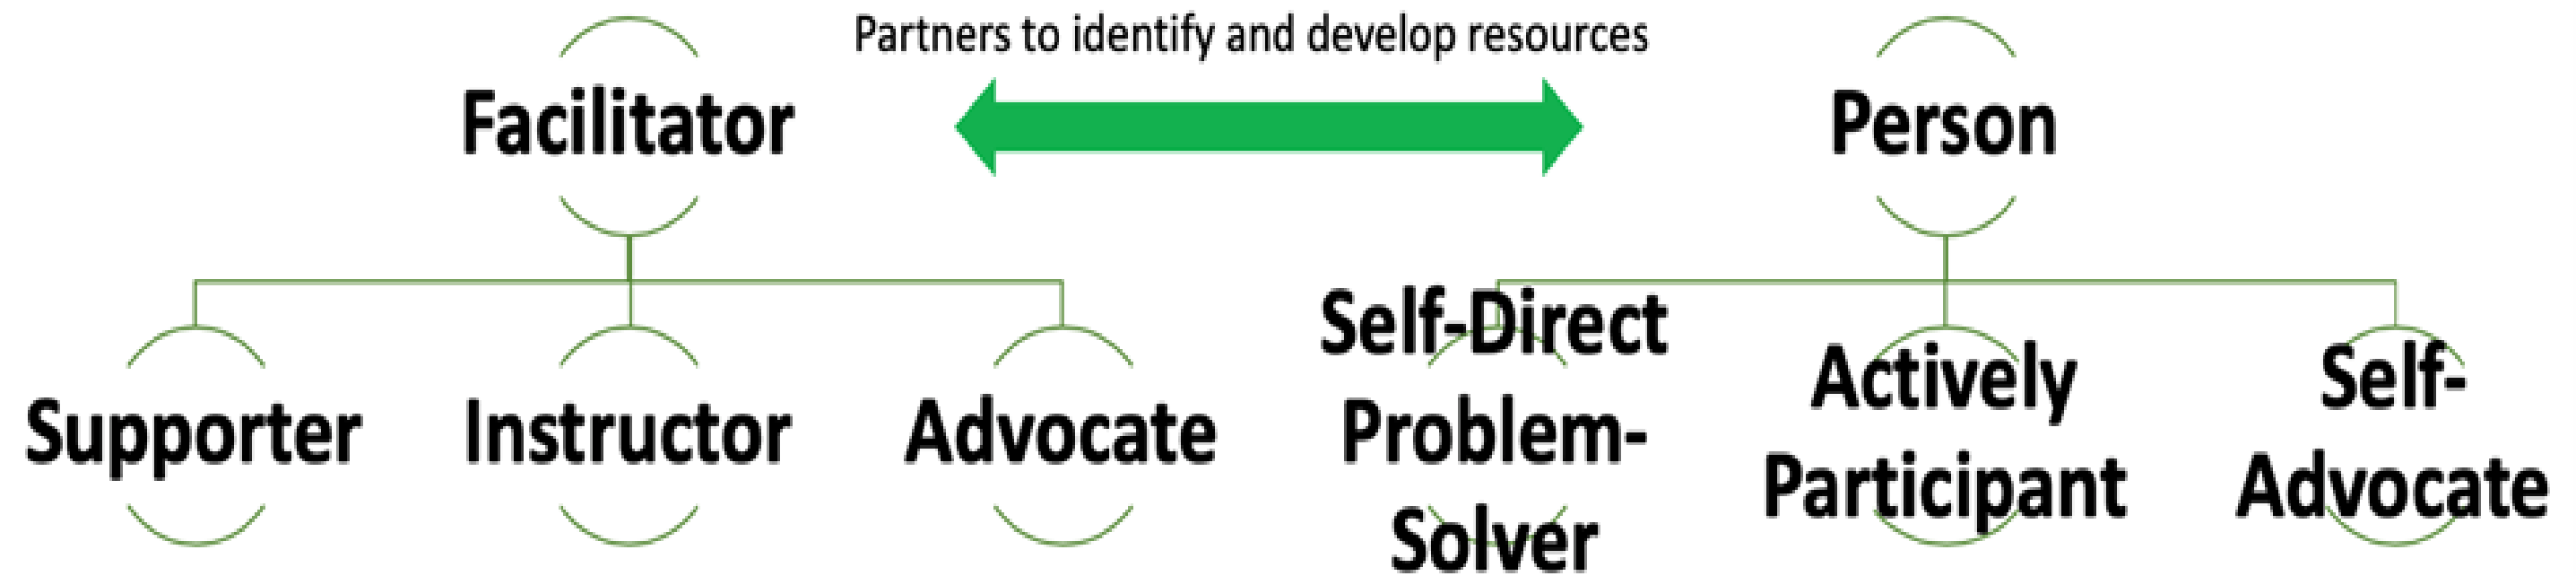 Partners to identify and develop resources
Facilitator
Person
Supporter
Instructor
Advocate
Self-Direct
Problem-
Solver
Actively
Participant
Self-
Advocate